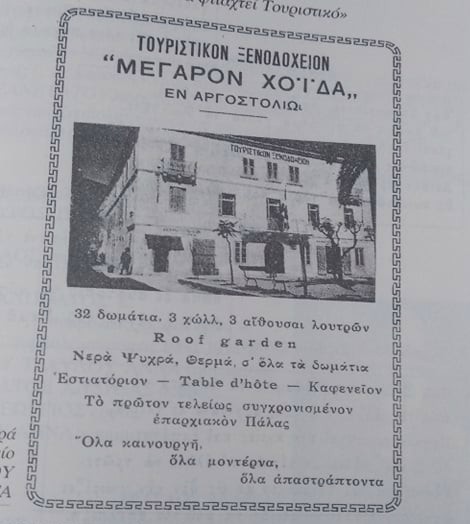 φτιαχτεί Τουριστικό»
ΤΟΥΡΙΣΤΙΚΟΝ ΞΕΝΟΔΟΧΕΙΟΝ
"ΜΕΓΑΡΟΝ ΧΟΪΔΑ„
ΕΝ ΑΡΓΟΣΤΟΛΙΩι
ΤΟΥΡΙΣΤΙΚΟΝ ΞΕΝΟΔΟΧΕΙΟΝ
32 δωμάτια, 3 χώλλ, 3 αἴθουσαι λουτρῶν
Roof garden
Νερὰ Ψυχρά, Θερμά, σ' ὅλα τὰ δωμάτια
Ἑστιατόριον — Table d'hôte — Καφενεῖον
Τὸ πρῶτον τελείως συγχρονισμένον
ἐπαρχιακὸν Πάλας
Ὅλα καινουργῆ,
ὅλα μοντέρνα,
ὅλα ἀπαστράπτοντα